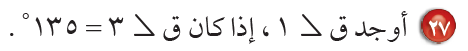 ٢٧ أوجد ق ∠ ١ ، إذا كان ق ∠ ٣ = ١٣٥° .